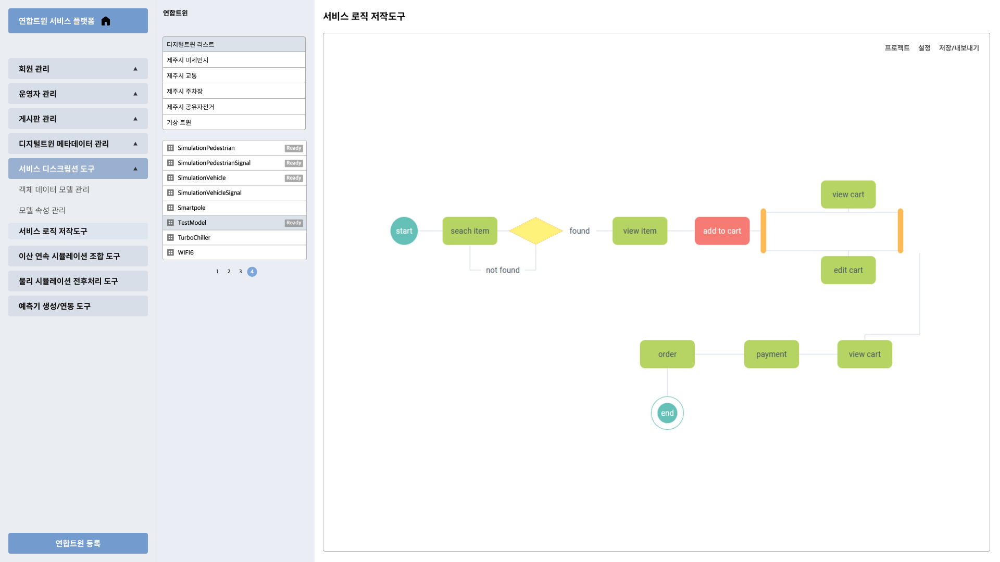 연합트윈 서비스 플랫폼
회원 관리
운영자 관리
게시판 관리
디지털트윈 메타데이터 관리
서비스 디스크립션 도구
객체 데이터 모델 관리
모델 속성 관리
서비스 로직 저작도구
이산 연속 시뮬레이션 조합 도구
물리 시뮬레이션 전후처리 도구
예측기 생성/연동 도구
연합트윈 등록
연합트윈
디지털트윈 리스트
제주시 미세먼지
제주시 교통
제주시 주차장
제주시 공유자전거
기상 트윈
SimulationPedestrian Ready
SimulationPedestrianSignal Ready
SimulationVehicle Ready
SimulationVehicleSignal
Smartpole
TestModel Ready
TurboChiller
WIFI6
1 2 3 4
서비스 로직 저작도구
프로젝트 설정 저장/내보내기
view cart
start seach item found view item add to cart
not found edit cart
order payment view cart
end